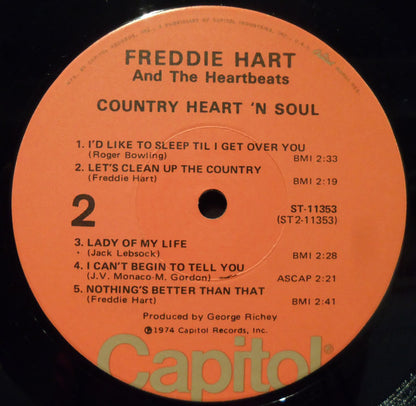 FREDDIE HART
And The Heartbeats
COUNTRY HEART 'N SOUL
1. I'D LIKE TO SLEEP TIL I GET OVER YOU
(Roger Bowling) BMI 2:33
2. LET'S CLEAN UP THE COUNTRY
(Freddie Hart) BMI 2:19
2
ST-11353
(ST2-11353)
3. LADY OF MY LIFE
(Jack Lebsock) BMI 2:28
4. I CAN'T BEGIN TO TELL YOU
(J.V. Monaco-M. Gordon) ASCAP 2:21
5. NOTHING'S BETTER THAN THAT
(Freddie Hart) BMI 2:41
Produced by George Richey
℗1974 Capitol Records, Inc.
Capitol®